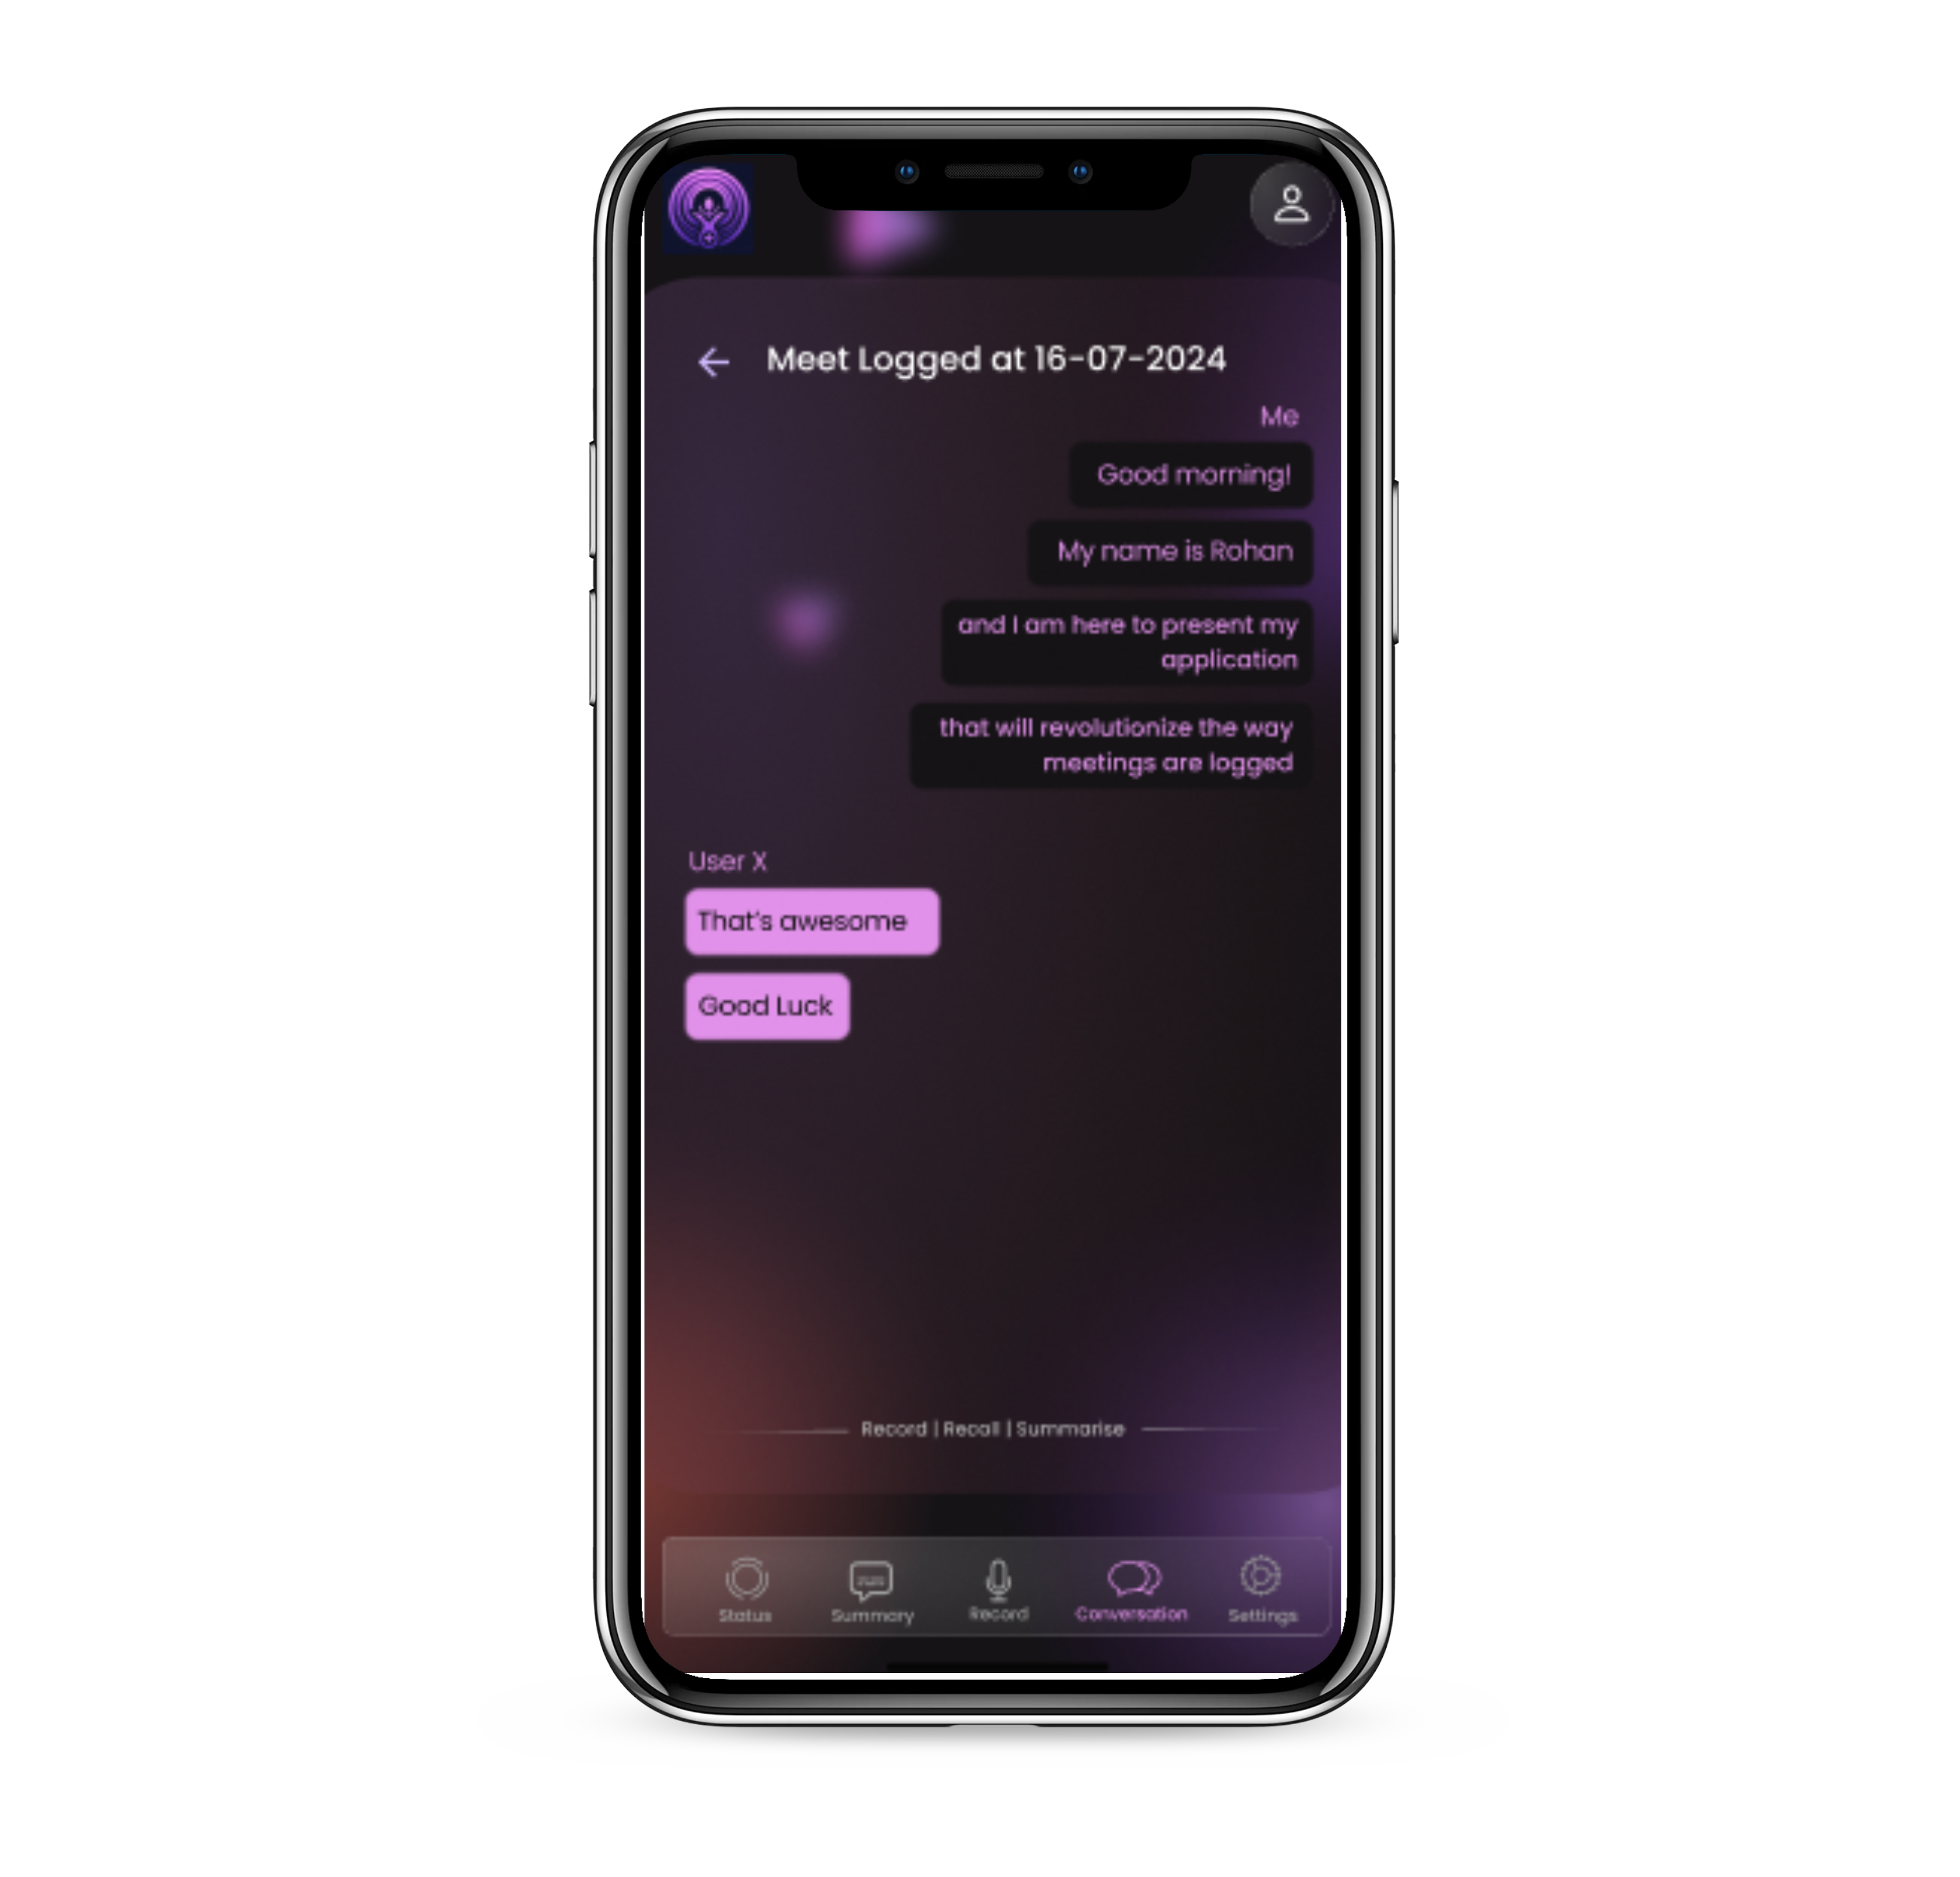 Meet Logged at 16-07-2024
Me
Good morning!
My name is Rohan
and I am here to present my
application
that will revolutionize the way
meetings are logged
User X
That's awesome
Good Luck
Record | Recall | Summarise
Status
Summary
Record
Conversation
Settings